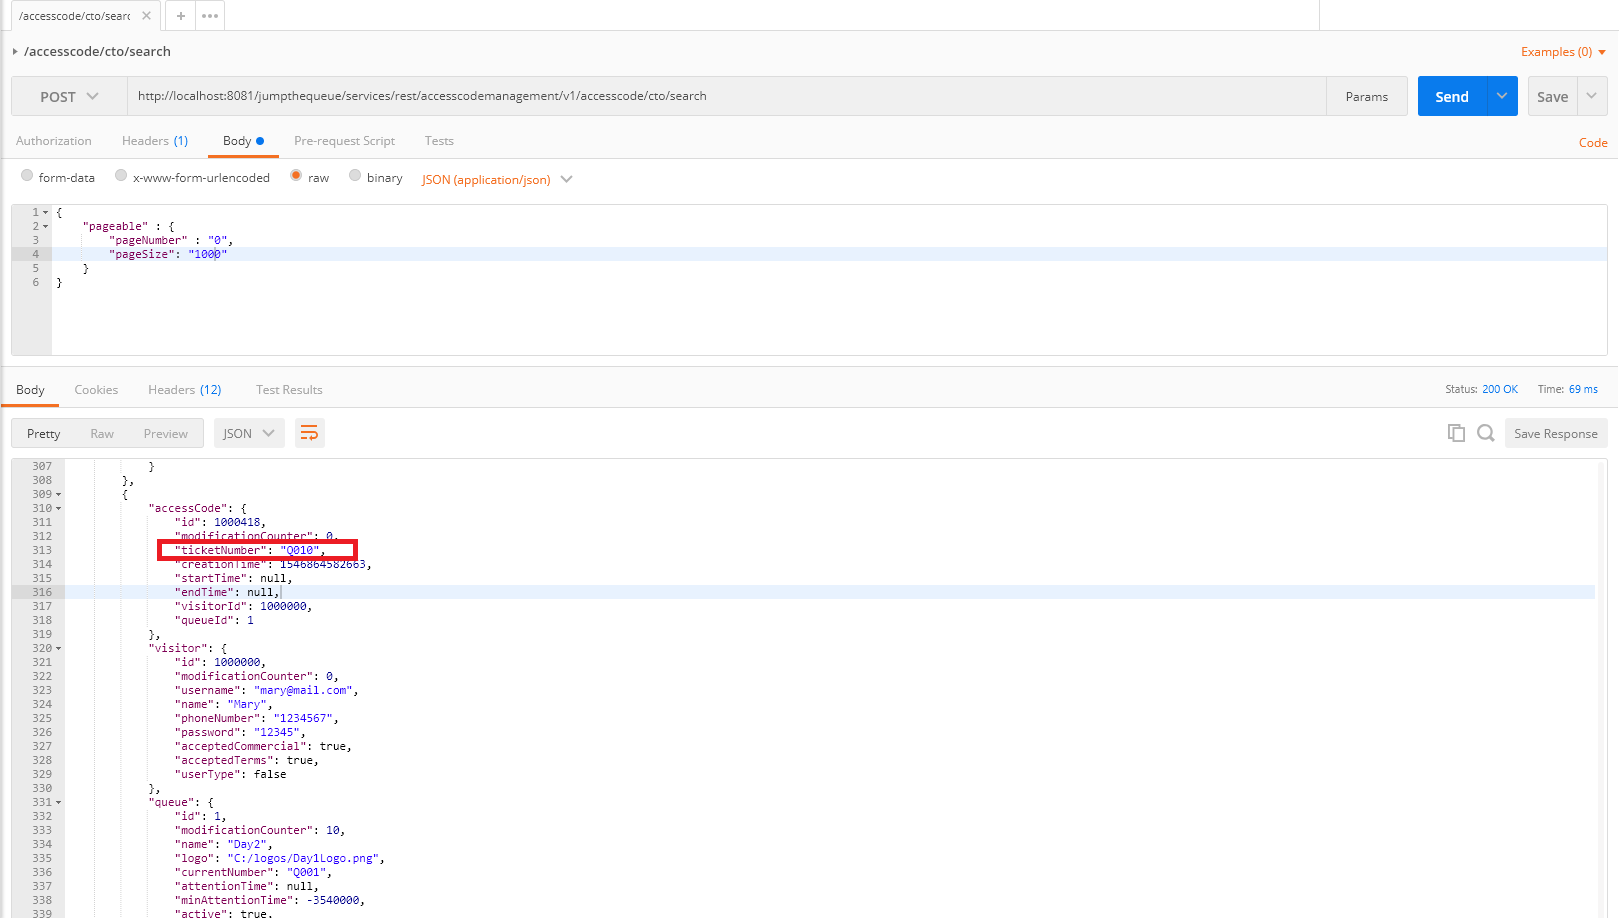 /accesscode/cto/searc
/accesscode/cto/search
Examples (0)
POST http://localhost:8081/jumpthequeue/services/rest/accesscodemanagement/v1/accesscode/cto/search Params Send Save
Authorization Headers (1) Body Pre-request Script Tests Code
form-data x-www-form-urlencoded raw binary JSON (application/json)
1 {
2 "pageable" : {
3 "pageNumber" : "0",
4 "pageSize": "1000"
5 }
6 }
Body Cookies Headers (12) Test Results Status: 200 OK Time: 69 ms
Pretty Raw Preview JSON Save Response
307 }
308 },
309 {
310 "accessCode": {
311 "id": 1000418,
312 "modificationCounter": 0,
313 "ticketNumber": "Q010",
314 "creationTime": 1546864582663,
315 "startTime": null,
316 "endTime": null,
317 "visitorId": 1000000,
318 "queueId": 1
319 },
320 "visitor": {
321 "id": 1000000,
322 "modificationCounter": 0,
323 "username": "mary@mail.com",
324 "name": "Mary",
325 "phoneNumber": "1234567",
326 "password": "12345",
327 "acceptedCommercial": true,
328 "acceptedTerms": true,
329 "userType": false
330 },
331 "queue": {
332 "id": 1,
333 "modificationCounter": 10,
334 "name": "Day2",
335 "logo": "C:/logos/Day1Logo.png",
336 "currentNumber": "Q001",
337 "attentionTime": null,
338 "minAttentionTime": -3540000,
339 "active": true,